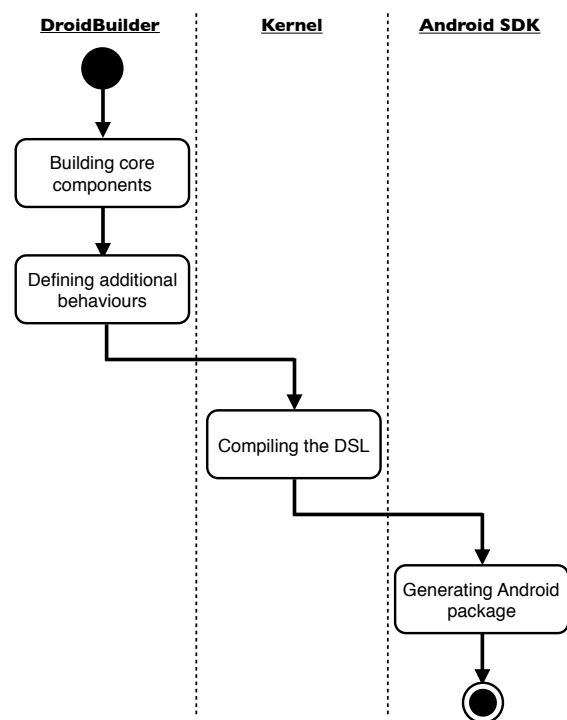 DroidBuilder
Kernel
Android SDK
Building core
components
Defining additional
behaviours
Compiling the DSL
Generating Android
package